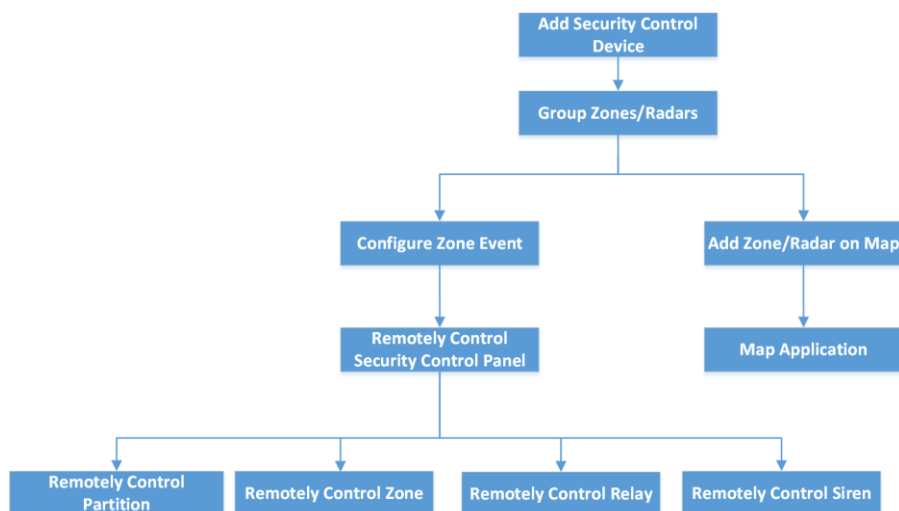 Add Security Control
Device
Group Zones/Radars
Configure Zone Event
Add Zone/Radar on Map
Remotely Control
Security Control Panel
Map Application
Remotely Control
Partition
Remotely Control Zone
Remotely Control Relay
Remotely Control Siren